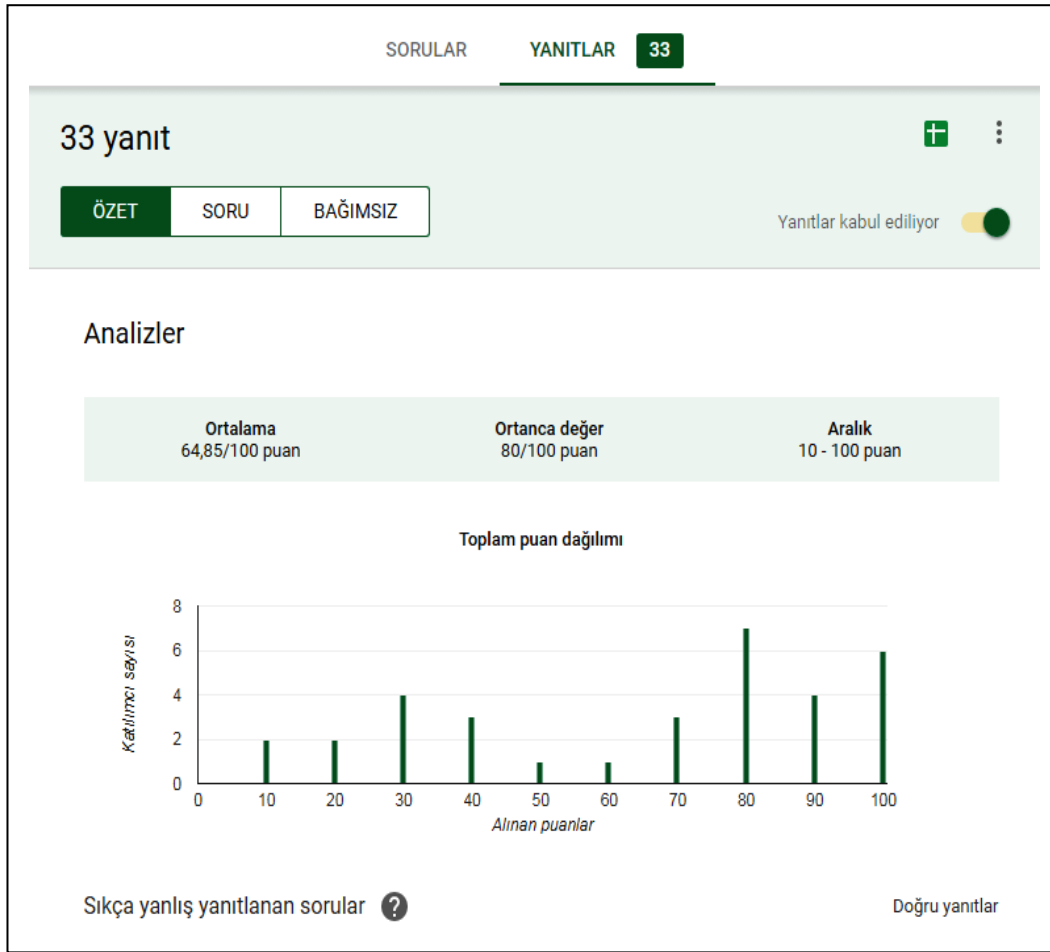 SORULAR YANITLAR 33
33 yanıt
ÖZET SORU BAĞIMSIZ
Yanıtlar kabul ediliyor
Analizler
Ortalama Ortanca değer Aralık
64,85/100 puan 80/100 puan 10 - 100 puan
Toplam puan dağılımı
8
6
4
2
0
Katılımcı sayısı
0 10 20 30 40 50 60 70 80 90 100
Alınan puanlar
Sıkça yanlış yanıtlanan sorular ? Doğru yanıtlar